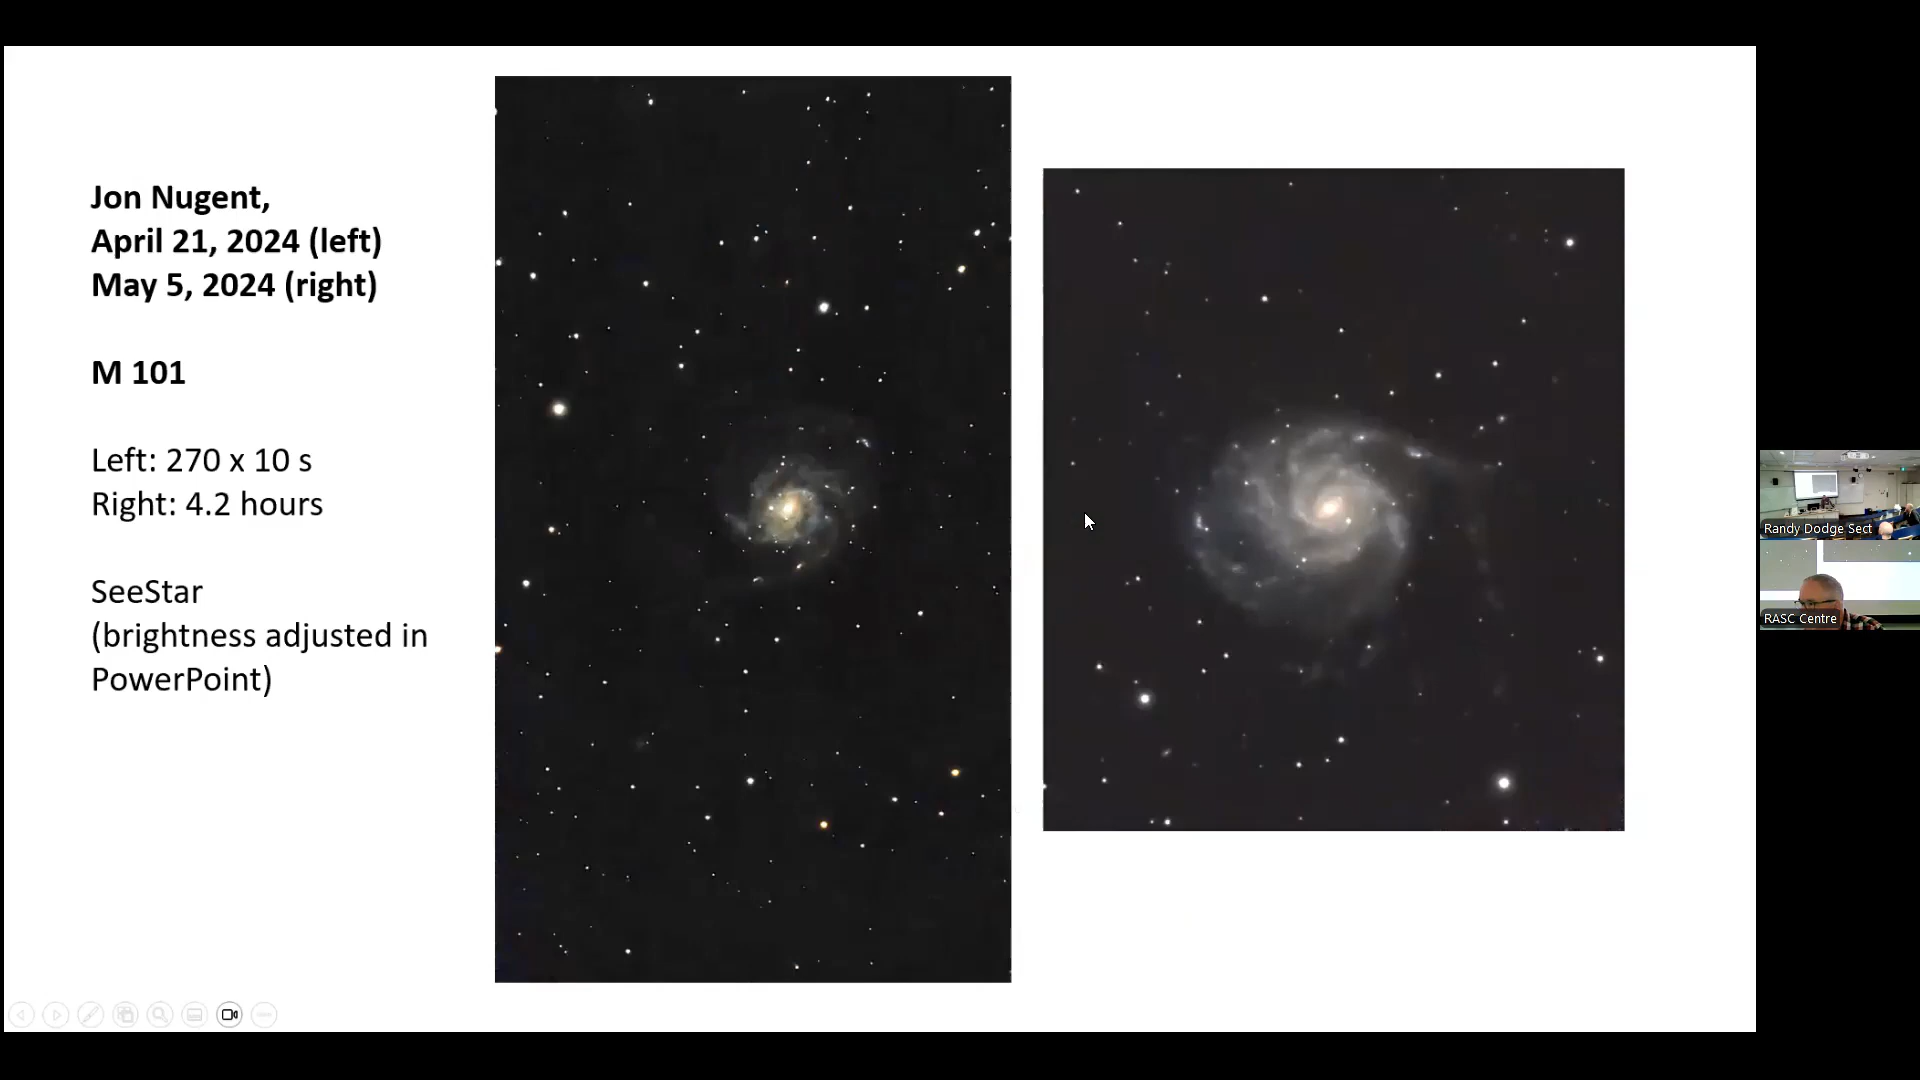 Jon Nugent,
April 21, 2024 (left)
May 5, 2024 (right)
M 101
Left: 270 x 10 s
Right: 4.2 hours
SeeStar
(brightness adjusted in
PowerPoint)
Randy Dodge Sect
RASC Centre